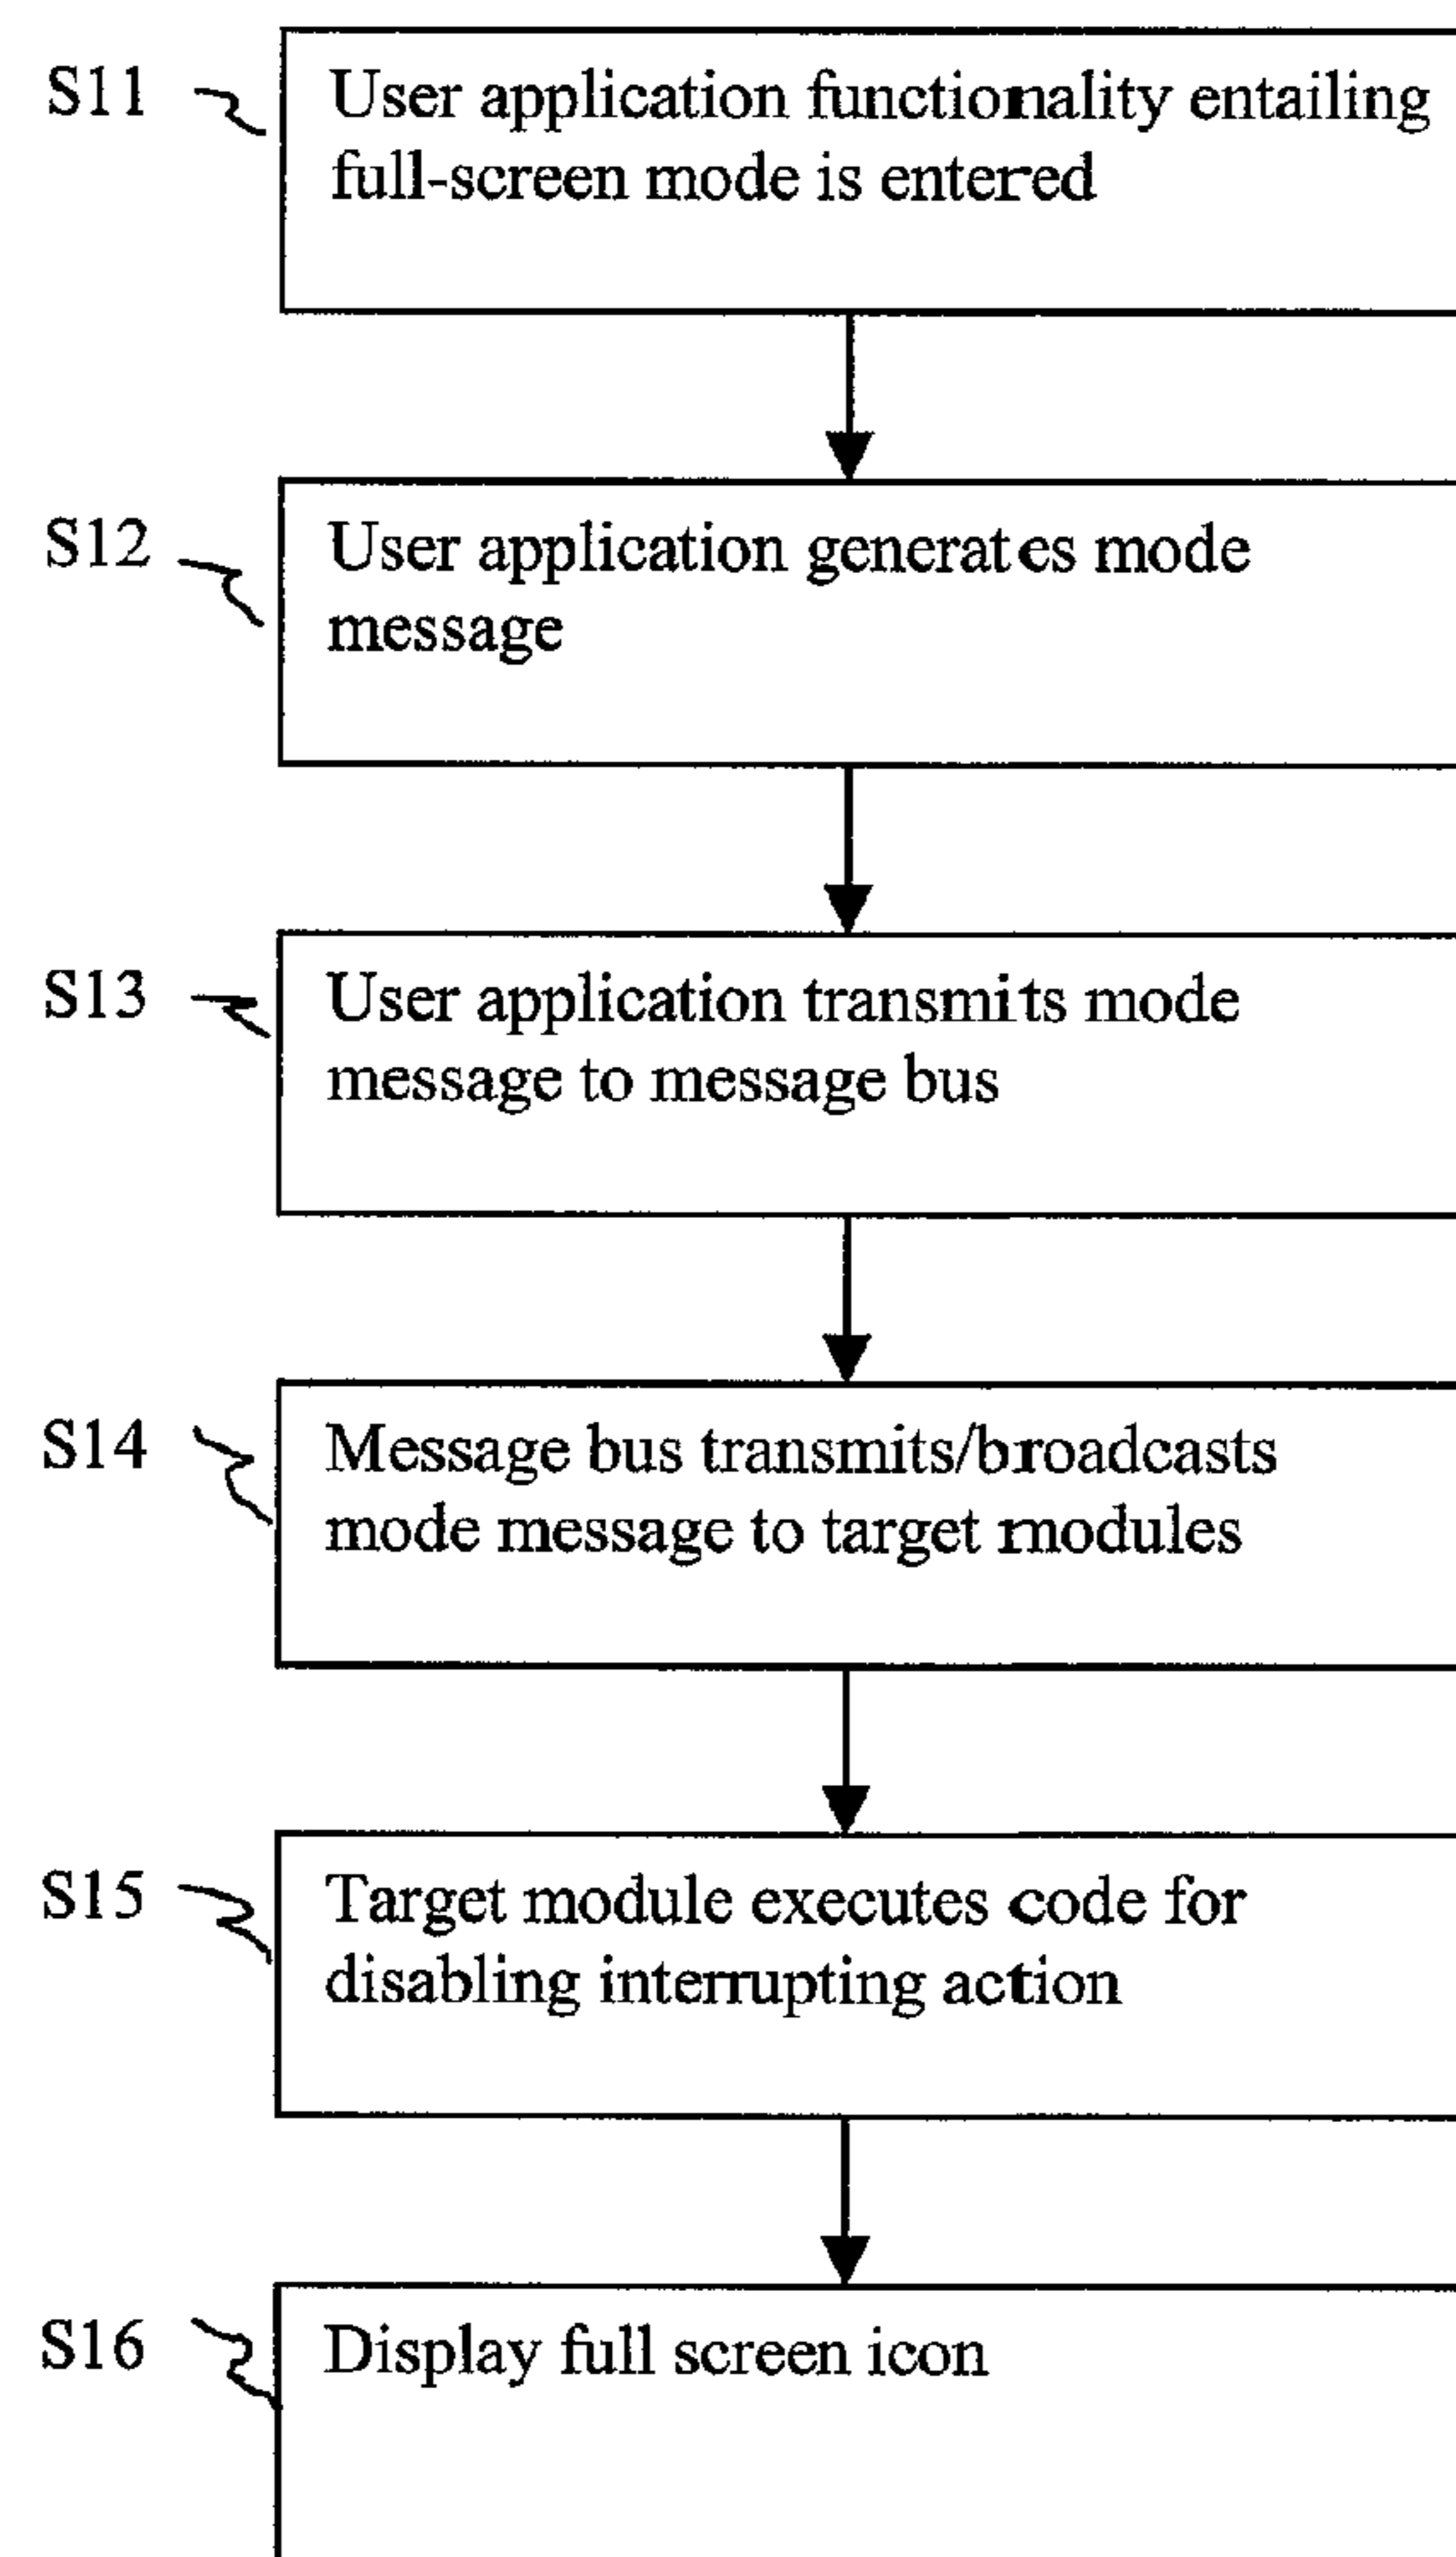 S11
User application functionality entailing
full-screen mode is entered
S12
User application generates mode
message
S13
User application transmits mode
message to message bus
S14
Message bus transmits/broadcasts
mode message to target modules
S15
Target module executes code for
disabling interrupting action
S16
Display full screen icon